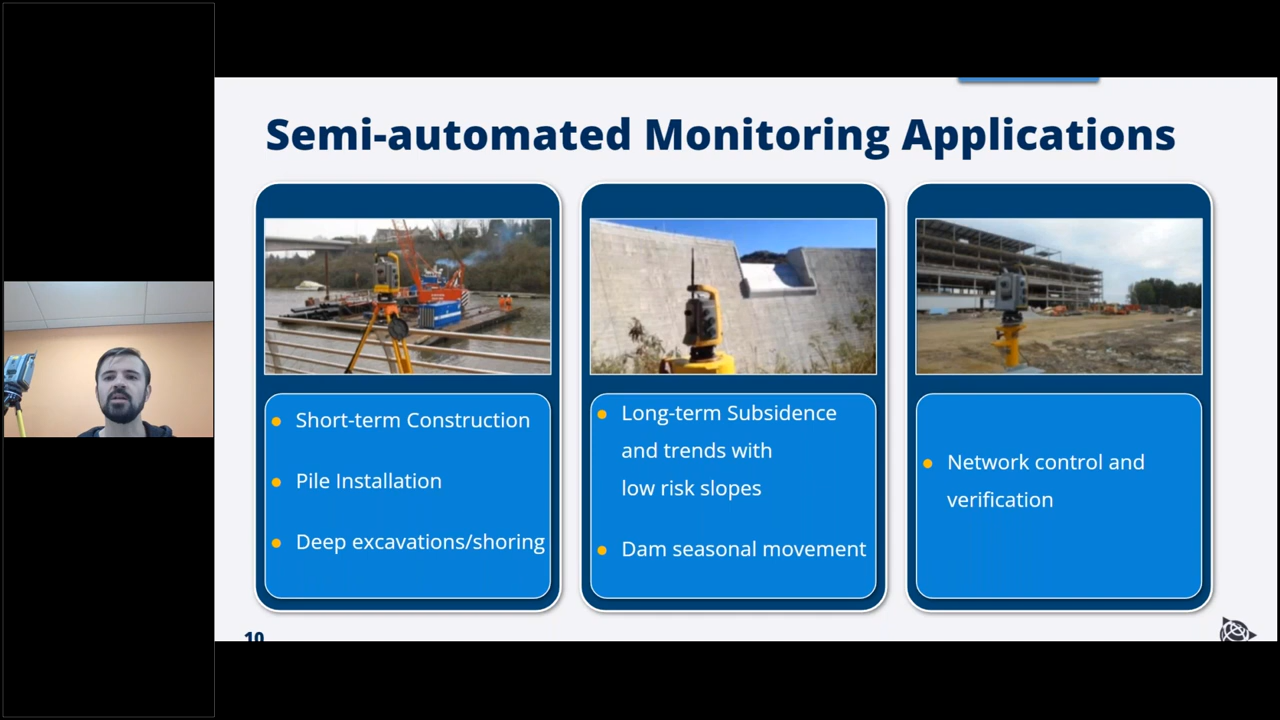 Semi-automated Monitoring Applications
Short-term Construction
Pile Installation
Deep excavations/shoring
Long-term Subsidence
and trends with
low risk slopes
Dam seasonal movement
Network control and
verification
10